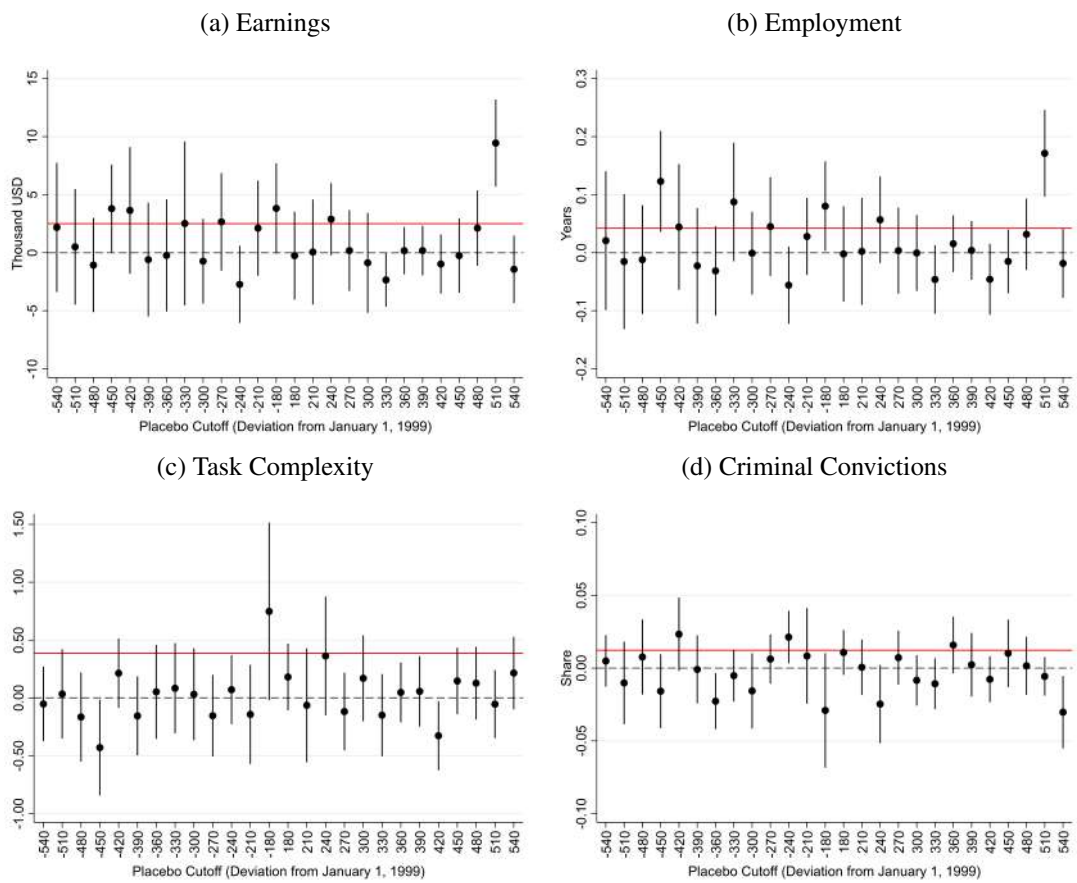 (a) Earnings
(b) Employment
15
10
5
0
-5
-10
Thousand USD
-540 -510 -480 -450 -420 -390 -360 -330 -300 -270 -240 -210 -180 180 210 240 270 300 330 360 390 420 450 480 510 540
Placebo Cutoff (Deviation from January 1, 1999)
0.3
0.2
0.1
0.0
-0.1
-0.2
Years
-540 -510 -480 -450 -420 -390 -360 -330 -300 -270 -240 -210 -180 180 210 240 270 300 330 360 390 420 450 480 510 540
Placebo Cutoff (Deviation from January 1, 1999)
(c) Task Complexity
(d) Criminal Convictions
1.50
1.00
0.50
0.00
-0.50
-1.00
-540 -510 -480 -450 -420 -390 -360 -330 -300 -270 -240 -210 -180 180 210 240 270 300 330 360 390 420 450 480 510 540
Placebo Cutoff (Deviation from January 1, 1999)
0.10
0.05
0.00
-0.05
-0.10
Share
-540 -510 -480 -450 -420 -390 -360 -330 -300 -270 -240 -210 -180 180 210 240 270 300 330 360 390 420 450 480 510 540
Placebo Cutoff (Deviation from January 1, 1999)